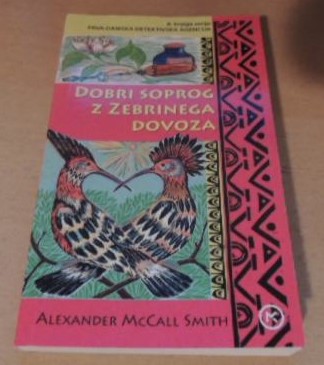 8. knjiga serije
PRVA DAMSKA DETEKTIVSKA AGENCIJA
DOBRI SOPROG
Z ZEBRINEGA
DOVOZA
ALEXANDER MCCALL SMITH